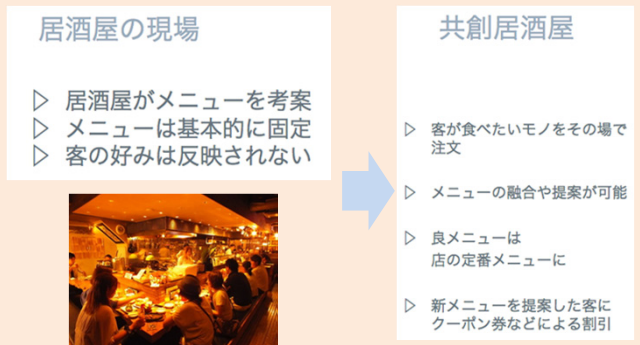 居酒屋の現場
居酒屋がメニューを考案
メニューは基本的に固定
客の好みは反映されない
共創居酒屋
客が食べたいモノをその場で
注文
メニューの融合や提案が可能
良メニューは
店の定番メニューに
新メニューを提案した客に
クーポン券などによる割引